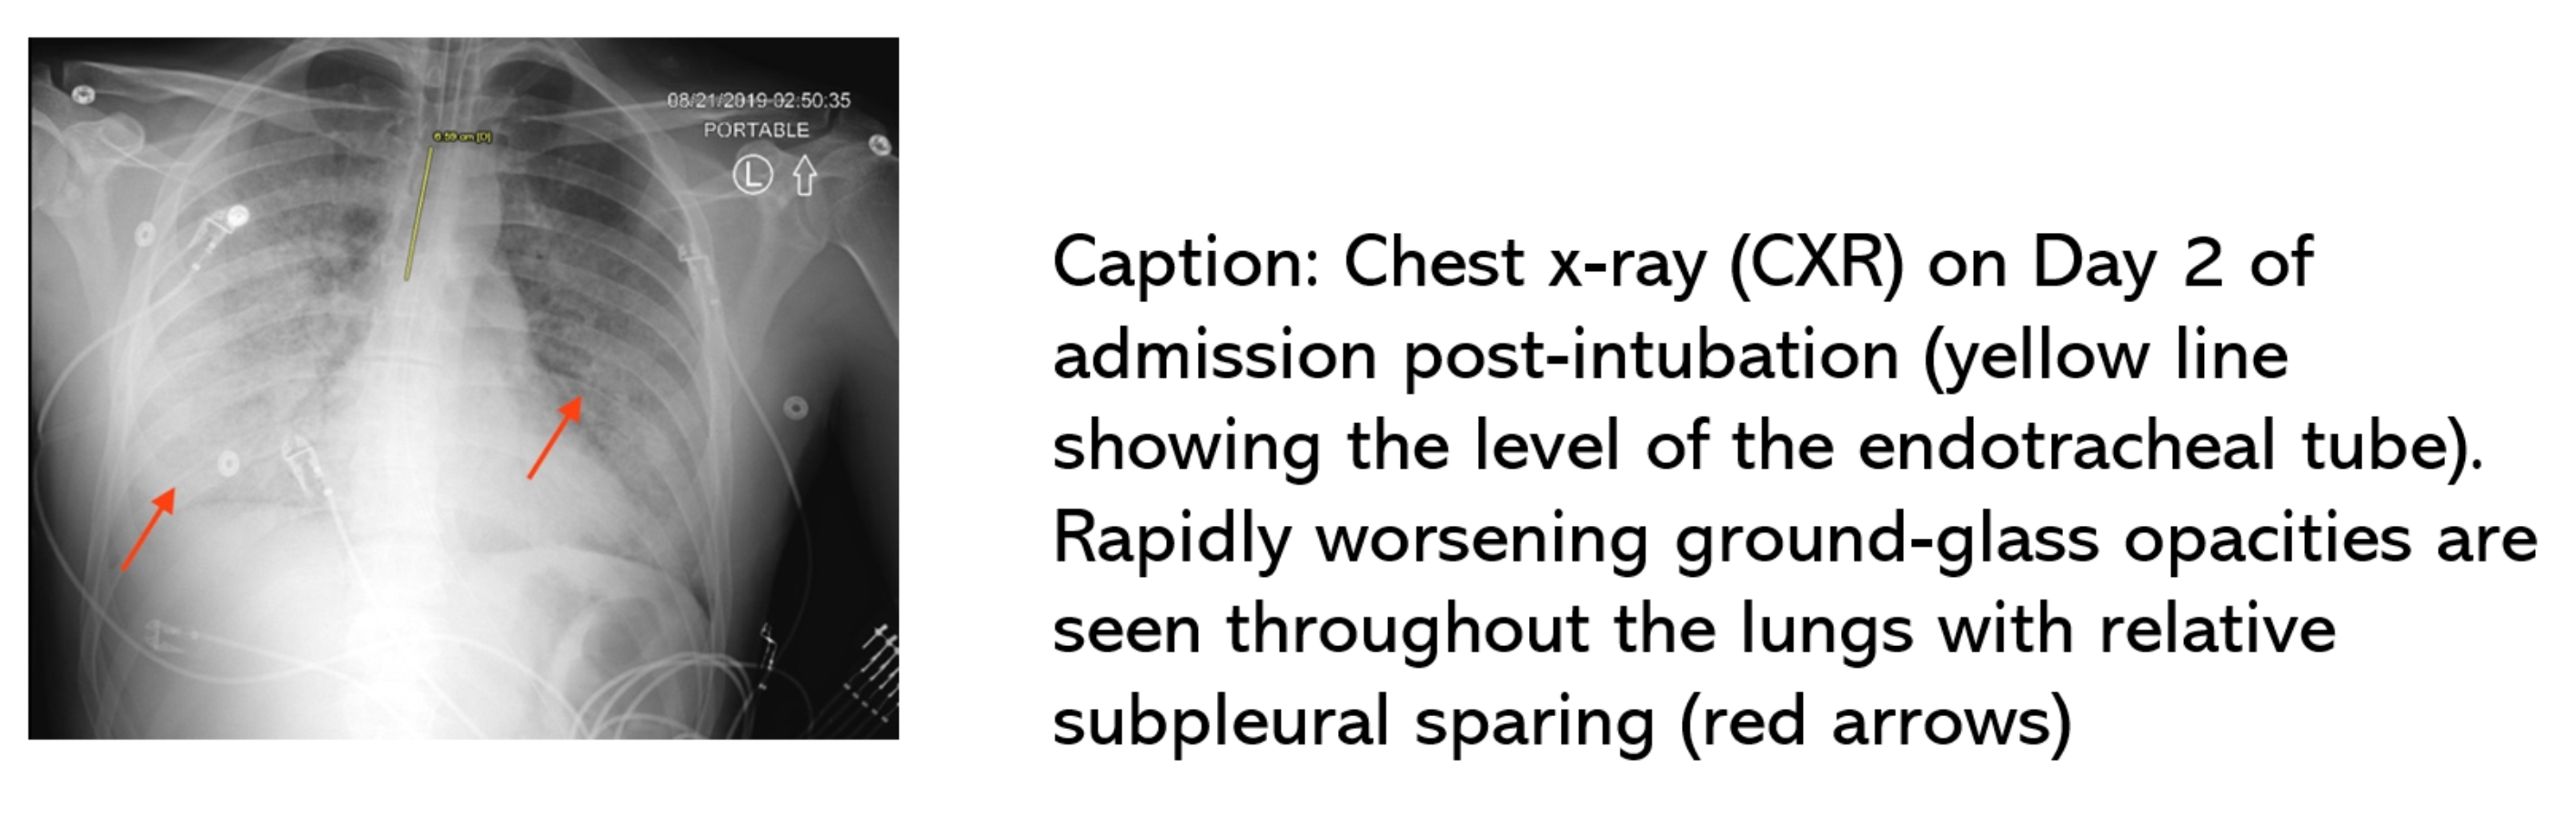 08/21/2019 02:50:35
PORTABLE
L
6.59 cm [D]
Caption: Chest x-ray (CXR) on Day 2 of
admission post-intubation (yellow line
showing the level of the endotracheal tube).
Rapidly worsening ground-glass opacities are
seen throughout the lungs with relative
subpleural sparing (red arrows)